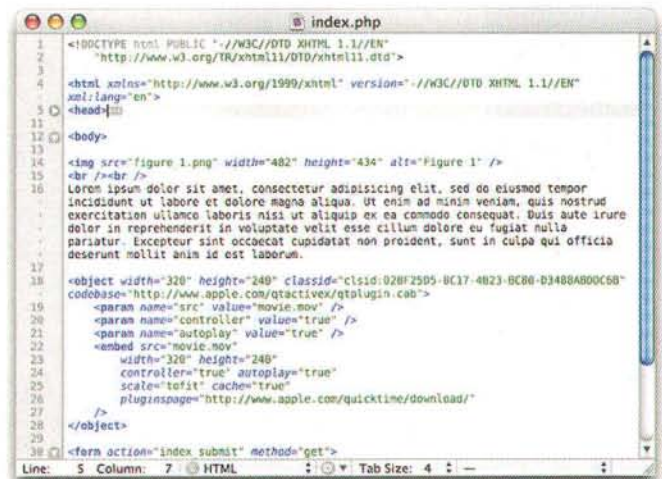 index.php
1 <!DOCTYPE html PUBLIC "-//W3C//DTD XHTML 1.1//EN"
2 "http://www.w3.org/TR/xhtml11/DTD/xhtml11.dtd">
3
4 <html xmlns="http://www.w3.org/1999/xhtml" version="-//W3C//DTD XHTML 1.1//EN"
xml:lang="en">
5 <head>
11
12 <body>
13
14 <img src="figure 1.png" width="482" height="434" alt="Figure 1" />
15 <br /><br />
16 Lorem ipsum dolor sit amet, consectetur adipisicing elit, sed do eiusmod tempor
incididunt ut labore et dolore magna aliqua. Ut enim ad minim veniam, quis nostrud
exercitation ullamco laboris nisi ut aliquip ex ea commodo consequat. Duis aute irure
dolor in reprehenderit in voluptate velit esse cillum dolore eu fugiat nulla
pariatur. Excepteur sint occaecat cupidatat non proident, sunt in culpa qui officia
deserunt mollit anim id est laborum.
17
18 <object width="320" height="240" classid="clsid:02BF25D5-8C17-4B23-BC80-D3488ABDDC6B"
codebase="http://www.apple.com/qtactivex/qtplugin.cab">
19 <param name="src" value="movie.mov" />
20 <param name="controller" value="true" />
21 <param name="autoplay" value="true" />
22 <embed src="movie.mov"
23 width="320" height="240"
24 controller="true" autoplay="true"
25 scale="tofit" cache="true"
26 pluginspage="http://www.apple.com/quicktime/download/"
27 />
28 </object>
29
30 <form action="index_submit" method="get">
Line: 5 Column: 7 HTML Tab Size: 4 —